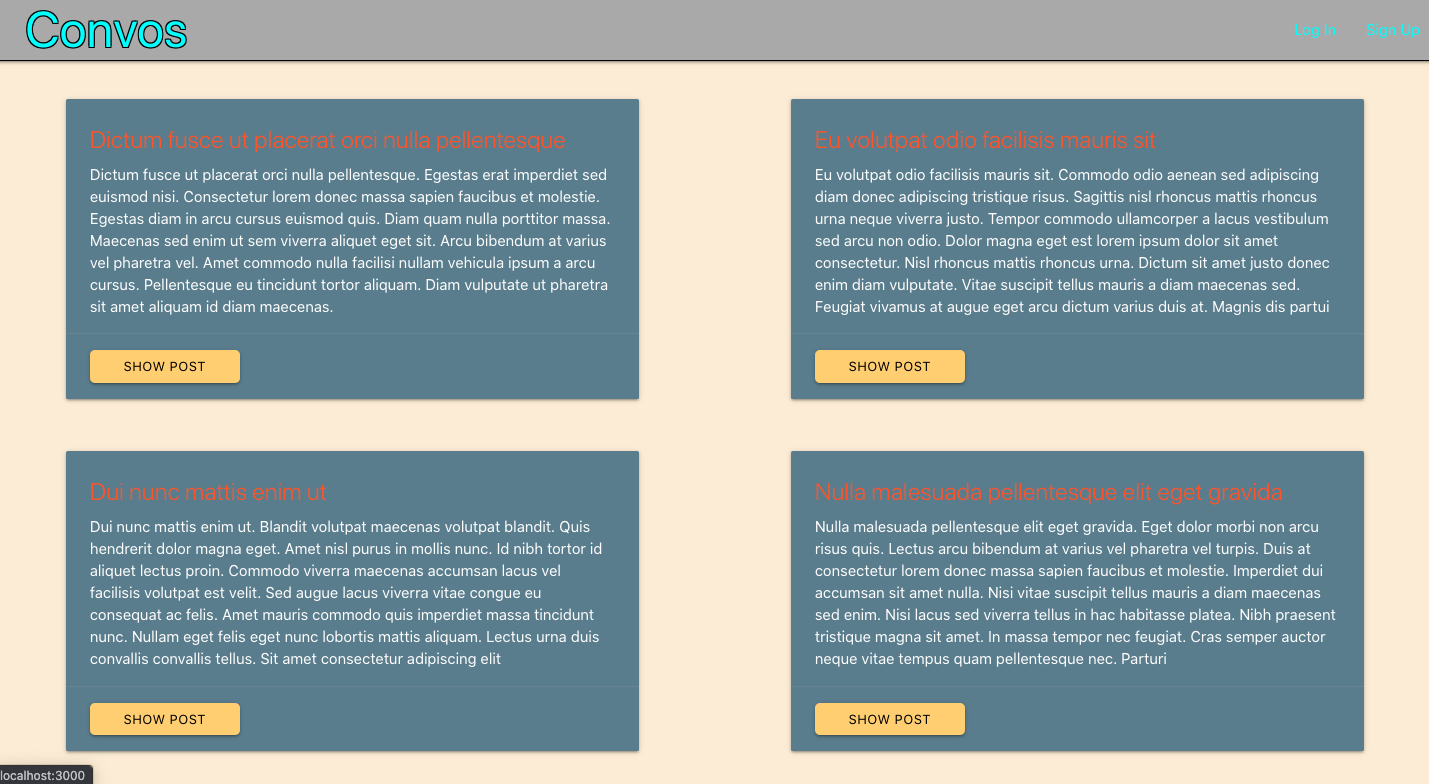 Convos
Log In
Sign Up
Dictum fusce ut placerat orci nulla pellentesque
Dictum fusce ut placerat orci nulla pellentesque. Egestas erat imperdiet sed
euismod nisi. Consectetur lorem donec massa sapien faucibus et molestie.
Egestas diam in arcu cursus euismod quis. Diam quam nulla porttitor massa.
Maecenas sed enim ut sem viverra aliquet eget sit. Arcu bibendum at varius
vel pharetra vel. Amet commodo nulla facilisi nullam vehicula ipsum a arcu
cursus. Pellentesque eu tincidunt tortor aliquam. Diam vulputate ut pharetra
sit amet aliquam id diam maecenas.
SHOW POST
Eu volutpat odio facilisis mauris sit
Eu volutpat odio facilisis mauris sit. Commodo odio aenean sed adipiscing
diam donec adipiscing tristique risus. Sagittis nisl rhoncus mattis rhoncus
urna neque viverra justo. Tempor commodo ullamcorper a lacus vestibulum
sed arcu non odio. Dolor magna eget est lorem ipsum dolor sit amet
consectetur. Nisl rhoncus mattis rhoncus urna. Dictum sit amet justo donec
enim diam vulputate. Vitae suscipit tellus mauris a diam maecenas sed.
Feugiat vivamus at augue eget arcu dictum varius duis at. Magnis dis partui
SHOW POST
Dui nunc mattis enim ut
Dui nunc mattis enim ut. Blandit volutpat maecenas volutpat blandit. Quis
hendrerit dolor magna eget. Amet nisl purus in mollis nunc. Id nibh tortor id
aliquet lectus proin. Commodo viverra maecenas accumsan lacus vel
facilisis volutpat est velit. Sed augue lacus viverra vitae congue eu
consequat ac felis. Amet mauris commodo quis imperdiet massa tincidunt
nunc. Nullam eget felis eget nunc lobortis mattis aliquam. Lectus urna duis
convallis convallis tellus. Sit amet consectetur adipiscing elit
SHOW POST
Nulla malesuada pellentesque elit eget gravida
Nulla malesuada pellentesque elit eget gravida. Eget dolor morbi non arcu
risus quis. Lectus arcu bibendum at varius vel pharetra vel turpis. Duis at
consectetur lorem donec massa sapien faucibus et molestie. Imperdiet dui
accumsan sit amet nulla. Nisi vitae suscipit tellus mauris a diam maecenas
sed enim. Nisi lacus sed viverra tellus in hac habitasse platea. Nibh praesent
tristique magna sit amet. In massa tempor nec feugiat. Cras semper auctor
neque vitae tempus quam pellentesque nec. Parturi
SHOW POST
localhost:3000